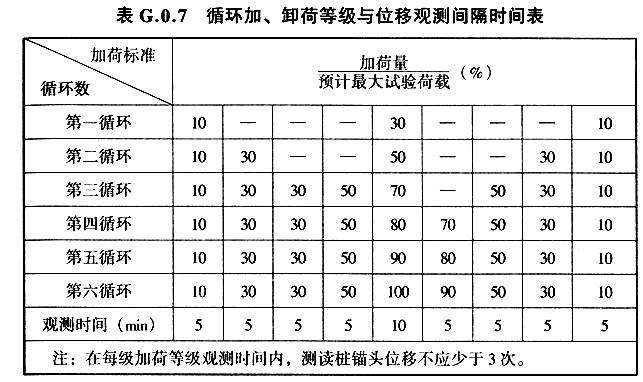 表 G.0.7 循环加、卸荷等级与位移观测间隔时间表
加荷标准
循环数
加荷量
预计最大试验荷载
(%)
第一循环 10 — — — 30 — — — 10
第二循环 10 30 — — 50 — — 30 10
第三循环 10 30 30 50 70 — 50 30 10
第四循环 10 30 30 50 80 70 50 30 10
第五循环 10 30 30 50 90 80 50 30 10
第六循环 10 30 30 50 100 90 50 30 10
观测时间(min) 5 5 5 5 10 5 5 5 5
注:在每级加荷等级观测时间内,测读桩锚头位移不应少于3次。